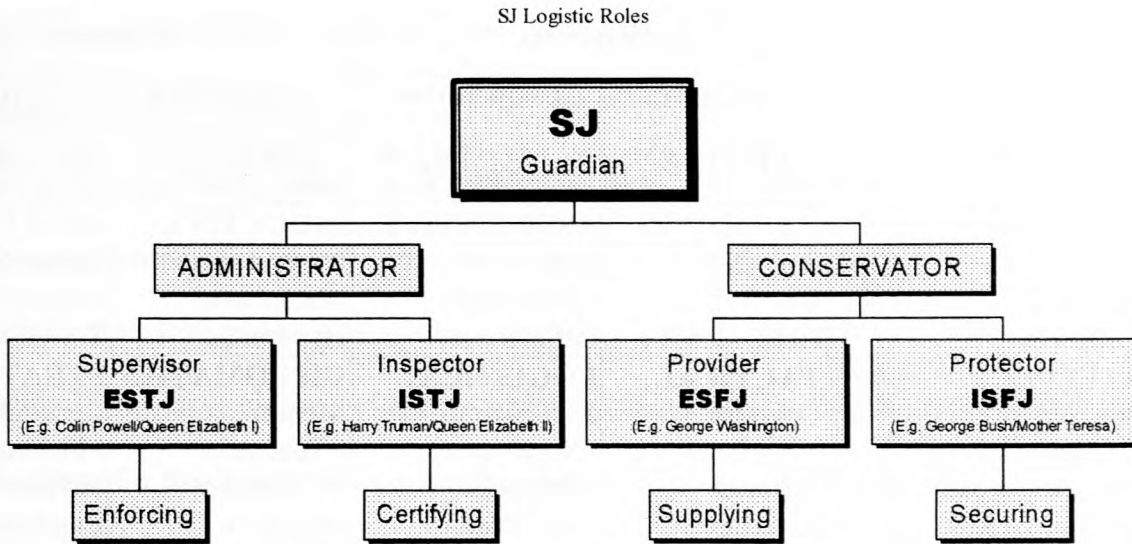 SJ Logistic Roles
SJ
Guardian
ADMINISTRATOR
CONSERVATOR
Supervisor
ESTJ
(E.g. Colin Powell/Queen Elizabeth I)
Inspector
ISTJ
(E.g. Harry Truman/Queen Elizabeth II)
Provider
ESFJ
(E.g. George Washington)
Protector
ISFJ
(E.g. George Bush/Mother Teresa)
Enforcing
Certifying
Supplying
Securing